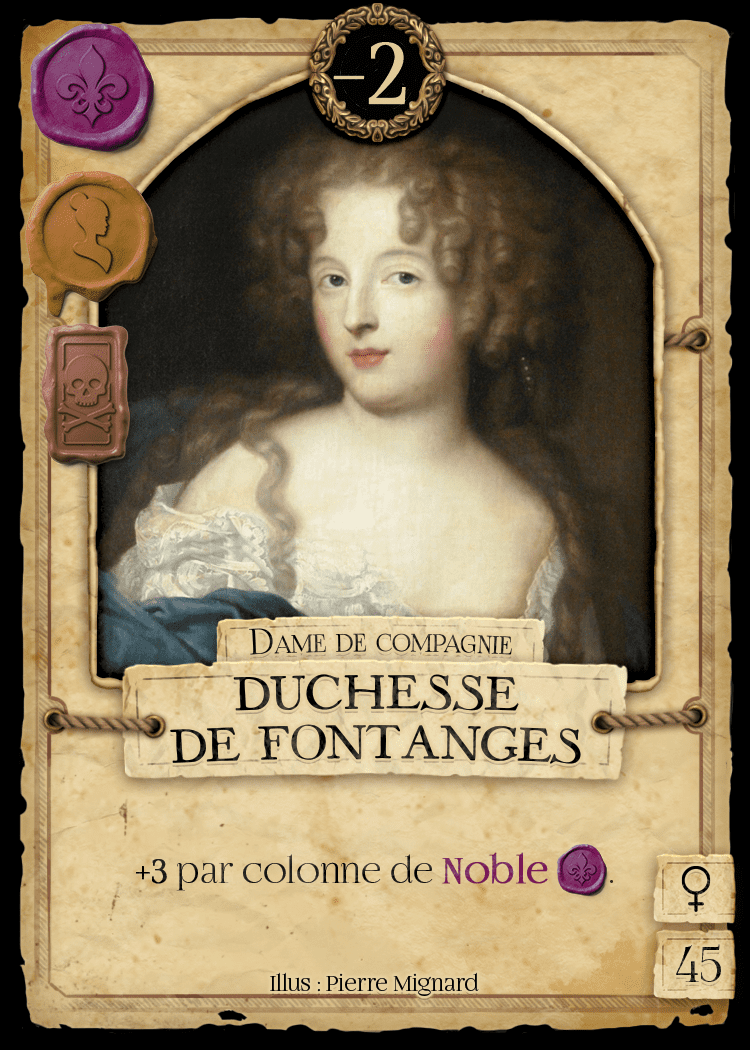 −2
Dame de compagnie
DUCHESSE
DE FONTANGES
+3 par colonne de Noble .
♀
45
Illus : Pierre Mignard